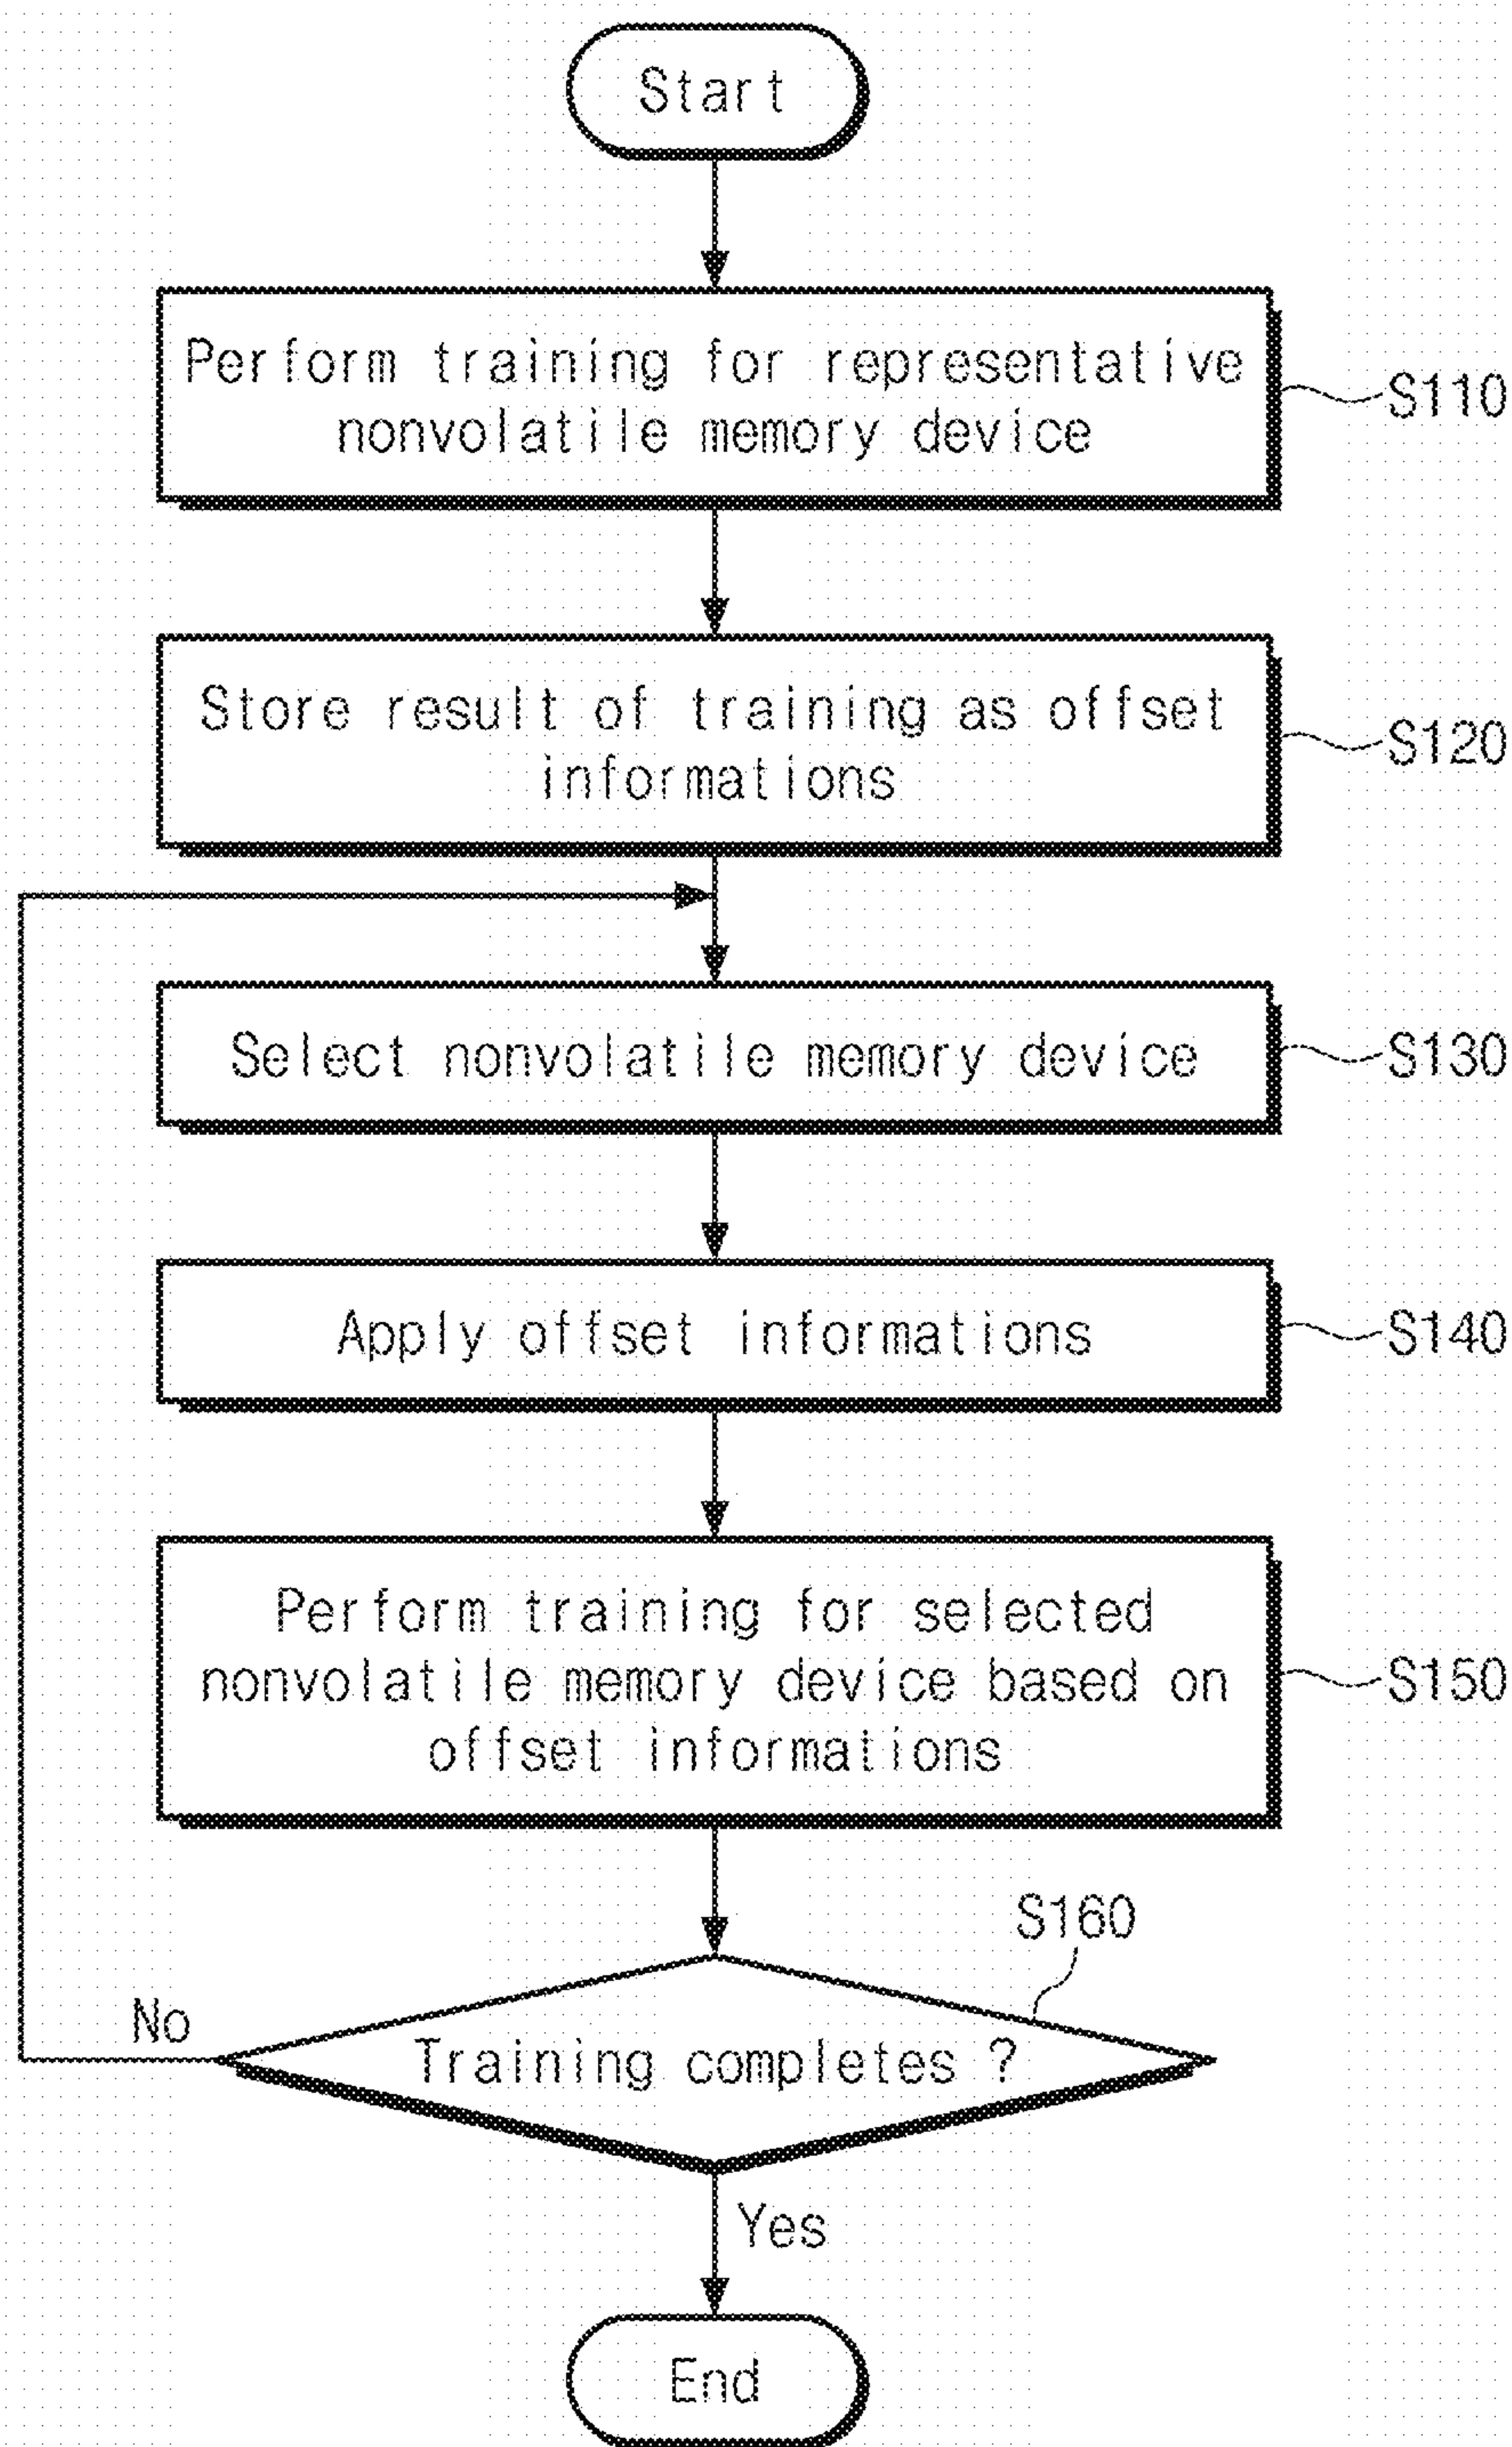 Start
Perform training for representative
nonvolatile memory device
S110
Store result of training as offset
informations
S120
Select nonvolatile memory device
S130
Apply offset informations
S140
Perform training for selected
nonvolatile memory device based on
offset informations
S150
S160
No
Training completes ?
Yes
End